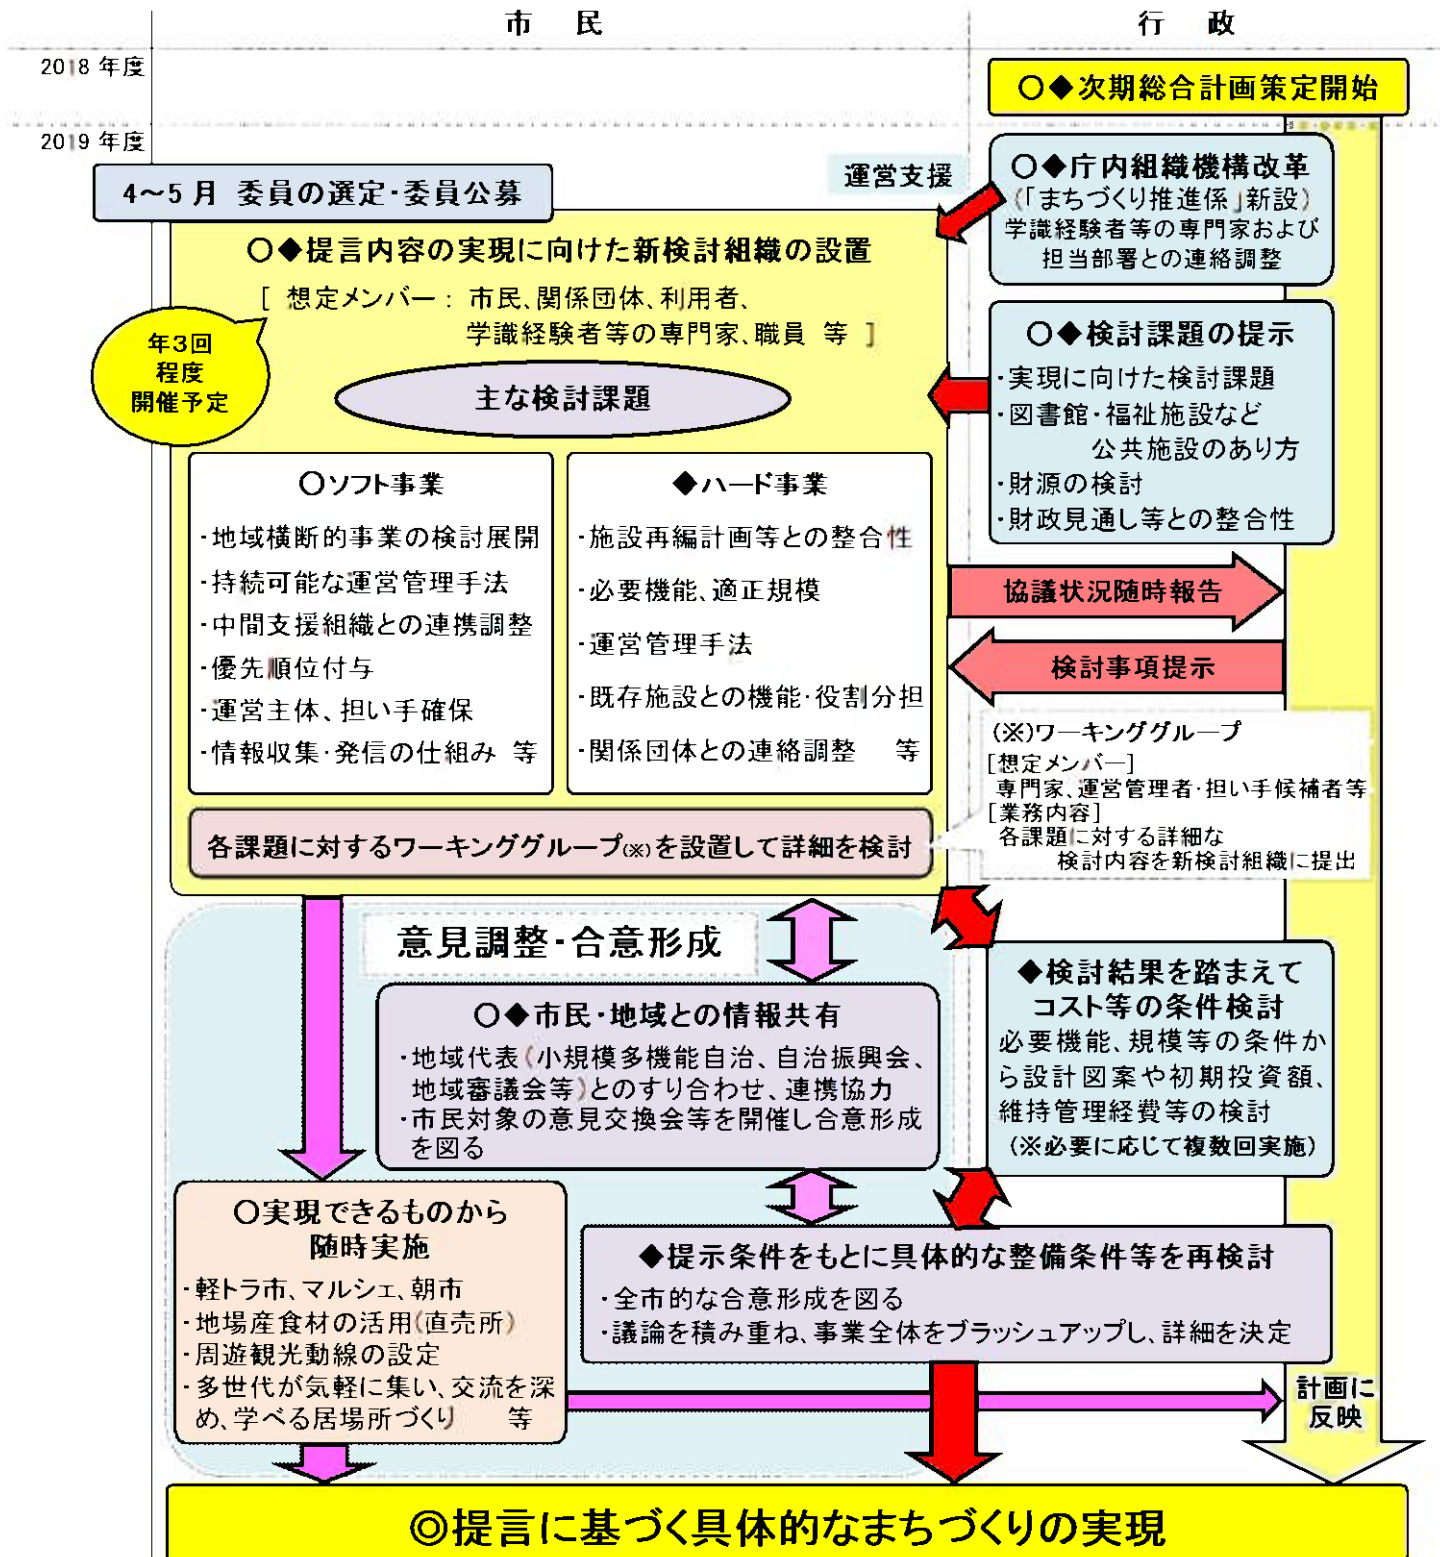 市　民
行　政
2018 年度
〇◆次期総合計画策定開始
2019 年度
4～5 月 委員の選定・委員公募
運営支援
〇◆庁内組織機構改革
(「まちづくり推進係」新設)
学識経験者等の専門家および
担当部署との連絡調整
〇◆提言内容の実現に向けた新検討組織の設置
[ 想定メンバー : 市民、関係団体、利用者、
学識経験者等の専門家、職員 等 ]
年3回
程度
開催予定
主な検討課題
〇◆検討課題の提示
・実現に向けた検討課題
・図書館・福祉施設など
公共施設のあり方
・財源の検討
・財政見通し等との整合性
〇ソフト事業
・地域横断的事業の検討展開
・持続可能な運営管理手法
・中間支援組織との連携調整
・優先順位付与
・運営主体、担い手確保
・情報収集・発信の仕組み 等
◆ハード事業
・施設再編計画等との整合性
・必要機能、適正規模
・運営管理手法
・既存施設との機能・役割分担
・関係団体との連絡調整　等
協議状況随時報告
検討事項提示
(※)ワーキンググループ
[想定メンバー]
専門家、運営管理者・担い手候補者等
[業務内容]
各課題に対する詳細な
検討内容を新検討組織に提出
各課題に対するワーキンググループ(※)を設置して詳細を検討
意見調整・合意形成
〇◆市民・地域との情報共有
・地域代表(小規模多機能自治、自治振興会、
地域審議会等)とのすり合わせ、連携協力
・市民対象の意見交換会等を開催し合意形成
を図る
◆検討結果を踏まえて
コスト等の条件検討
必要機能、規模等の条件か
ら設計図案や初期投資額、
維持管理経費等の検討
(※必要に応じて複数回実施)
〇実現できるものから
随時実施
・軽トラ市、マルシェ、朝市
・地場産食材の活用(直売所)
・周遊観光動線の設定
・多世代が気軽に集い、交流を深
め、学べる居場所づくり　等
◆提示条件をもとに具体的な整備条件等を再検討
・全市的な合意形成を図る
・議論を積み重ね、事業全体をブラッシュアップし、詳細を決定
計画に
反映
◎提言に基づく具体的なまちづくりの実現